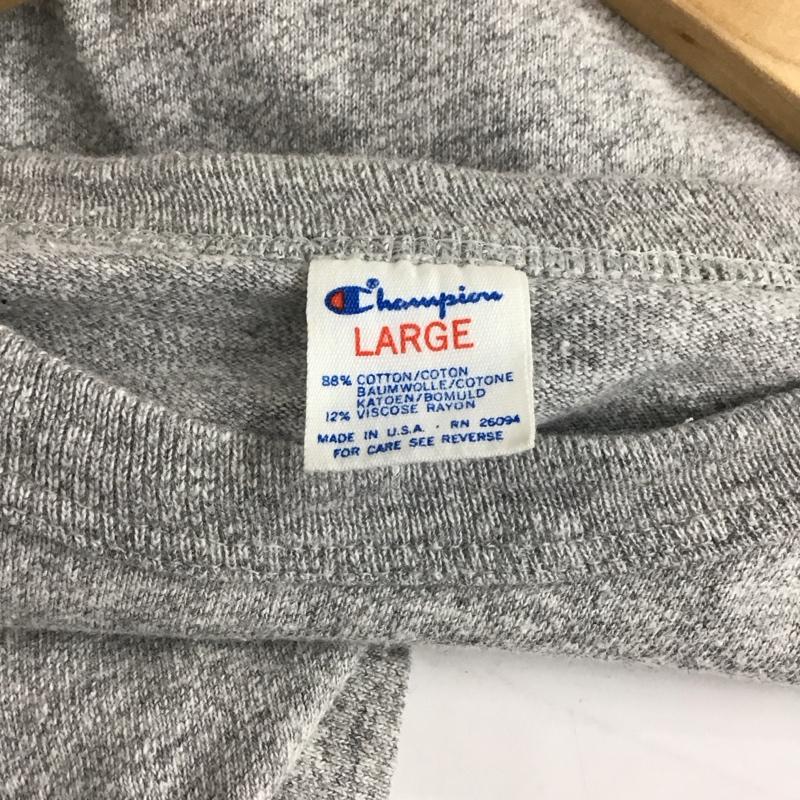 Champion®
LARGE
88% COTTON/COTON
BAUMWOLLE/COTONE
KATOEN/BOMULD
12% VISCOSE RAYON
MADE IN U.S.A. · RN 26094
FOR CARE SEE REVERSE